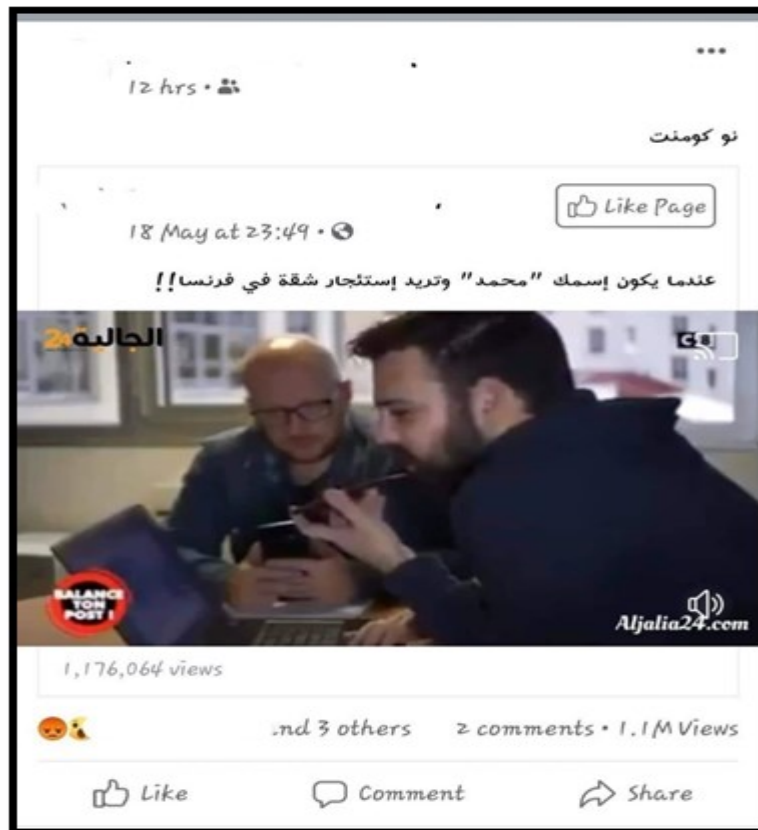 12 hrs
نو كومنت
Like Page
18 May at 23:49
عندما يكون إسمك "محمد" وتريد إستئجار شقة في فرنسا!!
الجالية24
BALANCE
TON
POST !
Aljalia24.com
1,176,064 views
.nd 3 others 2 comments • 1.1M Views
Like Comment Share